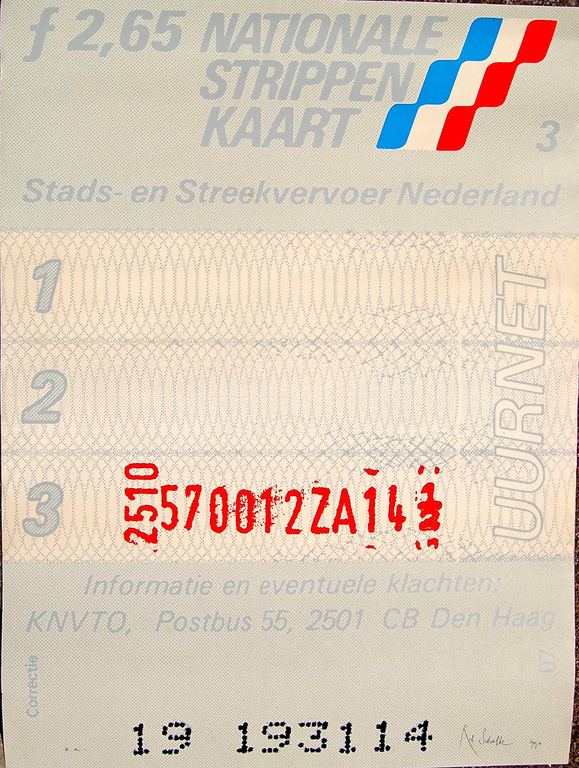 f 2,65 NATIONALE
STRIPPEN
KAART
3
Stads- en Streekvervoer Nederland
1
2
3
UURNET
2510
570012ZA14
Informatie en eventuele klachten:
KNVTO, Postbus 55, 2501 CB Den Haag
Correctie
07
19 193114